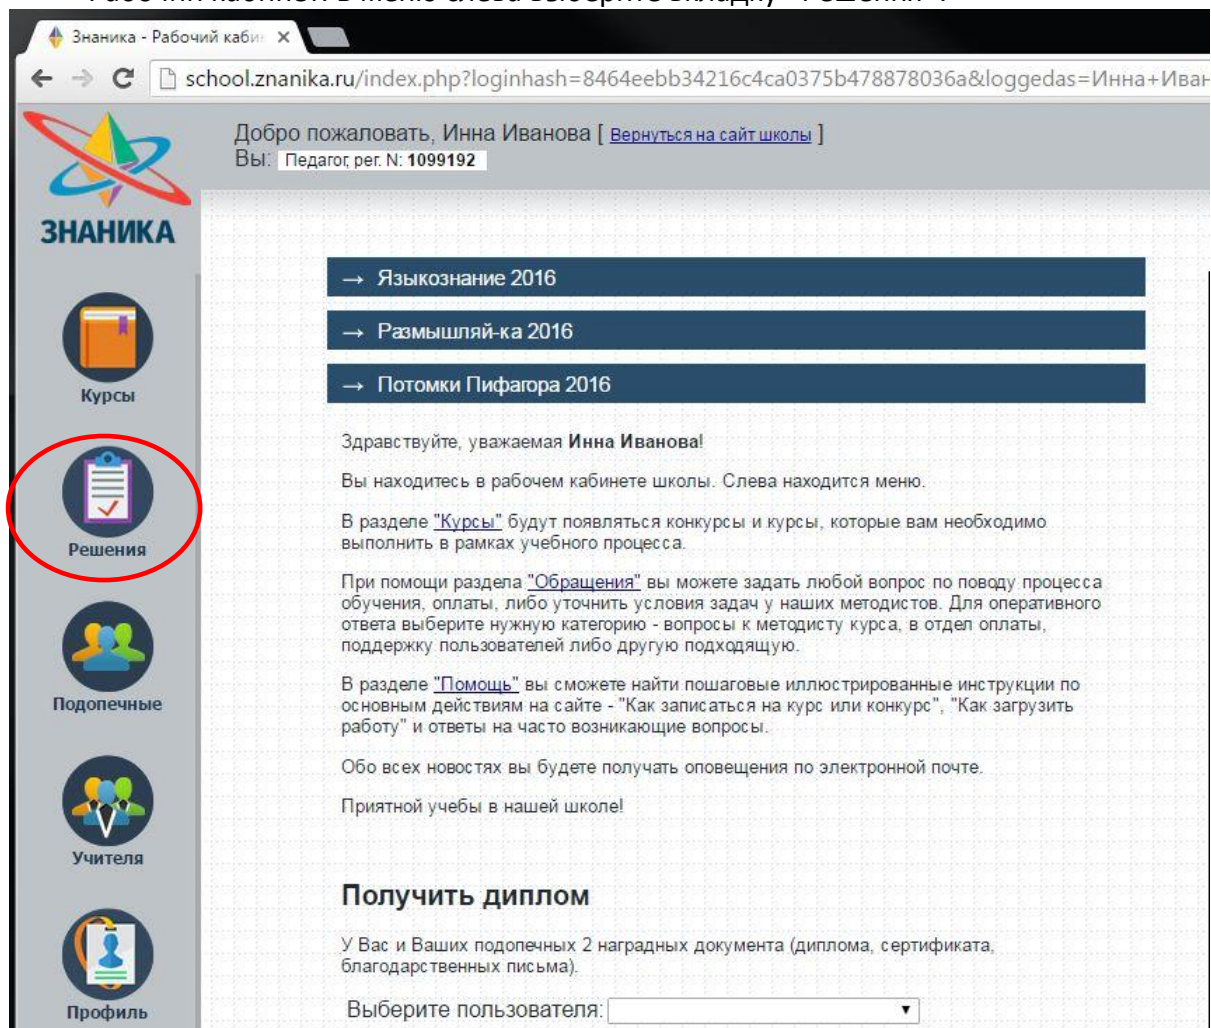 Рабочий кабинет. В меню слева выберите вкладку "Решения".
Знаника - Рабочий каби
school.znanika.ru/index.php?loginhash=8464eebb34216c4ca0375b478878036a&loggedas=Инна+Иван
Добро пожаловать, Инна Иванова [ Вернуться на сайт школы ]
Вы: Педагог, рег. N: 1099192
ЗНАНИКА
→ Языкознание 2016
→ Размышляй-ка 2016
→ Потомки Пифагора 2016
Курсы
Решения
Подопечные
Учителя
Профиль
Здравствуйте, уважаемая Инна Иванова!
Вы находитесь в рабочем кабинете школы. Слева находится меню.
В разделе "Курсы" будут появляться конкурсы и курсы, которые вам необходимо
выполнить в рамках учебного процесса.
При помощи раздела "Обращения" вы можете задать любой вопрос по поводу процесса
обучения, оплаты, либо уточнить условия задач у наших методистов. Для оперативного
ответа выберите нужную категорию - вопросы к методисту курса, в отдел оплаты,
поддержку пользователей либо другую подходящую.
В разделе "Помощь" вы сможете найти пошаговые иллюстрированные инструкции по
основным действиям на сайте - "Как записаться на курс или конкурс", "Как загрузить
работу" и ответы на часто возникающие вопросы.
Обо всех новостях вы будете получать оповещения по электронной почте.
Приятной учебы в нашей школе!
Получить диплом
У Вас и Ваших подопечных 2 наградных документа (диплома, сертификата,
благодарственных письма).
Выберите пользователя: